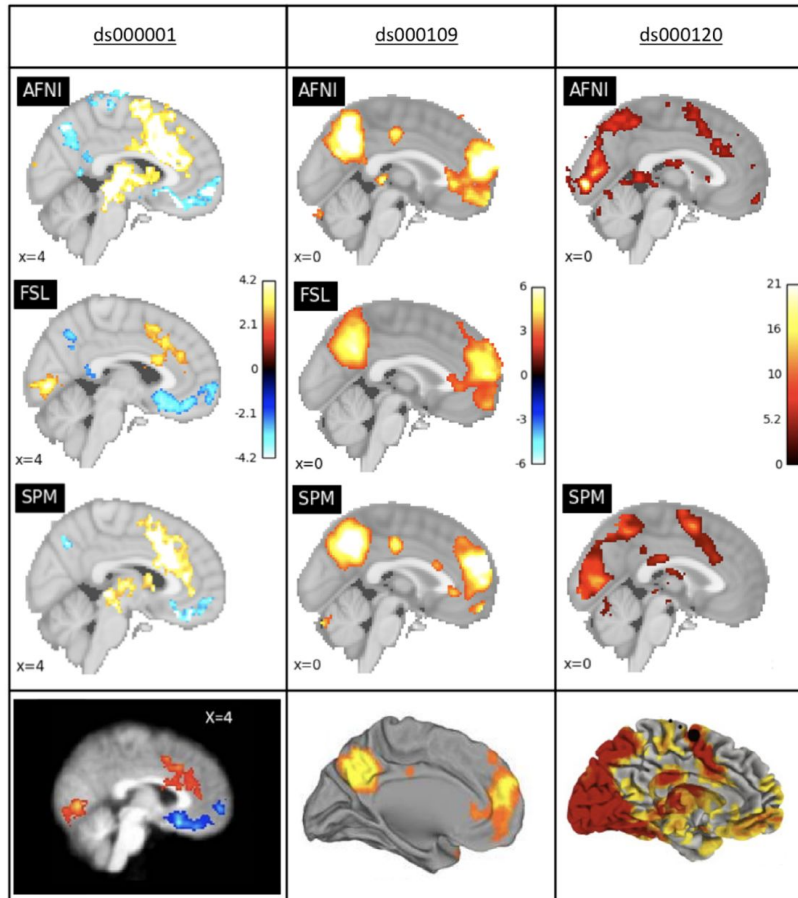 ds000001
ds000109
ds000120
AFNI
x=4
AFNI
x=0
AFNI
x=0
FSL
x=4
4.2
2.1
0
-2.1
-4.2
FSL
x=0
6
3
0
-3
-6
21
16
10
5.2
0
SPM
x=4
SPM
x=0
SPM
x=0
X=4